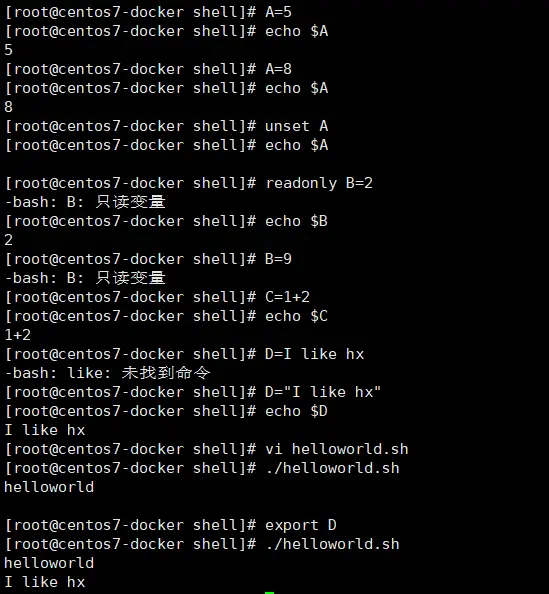 [root@centos7-docker shell]# A=5
[root@centos7-docker shell]# echo $A
5
[root@centos7-docker shell]# A=8
[root@centos7-docker shell]# echo $A
8
[root@centos7-docker shell]# unset A
[root@centos7-docker shell]# echo $A

[root@centos7-docker shell]# readonly B=2
-bash: B: 只读变量
[root@centos7-docker shell]# echo $B
2
[root@centos7-docker shell]# B=9
-bash: B: 只读变量
[root@centos7-docker shell]# C=1+2
[root@centos7-docker shell]# echo $C
1+2
[root@centos7-docker shell]# D=I like hx
-bash: like: 未找到命令
[root@centos7-docker shell]# D="I like hx"
[root@centos7-docker shell]# echo $D
I like hx
[root@centos7-docker shell]# vi helloworld.sh
[root@centos7-docker shell]# ./helloworld.sh
helloworld

[root@centos7-docker shell]# export D
[root@centos7-docker shell]# ./helloworld.sh
helloworld
I like hx